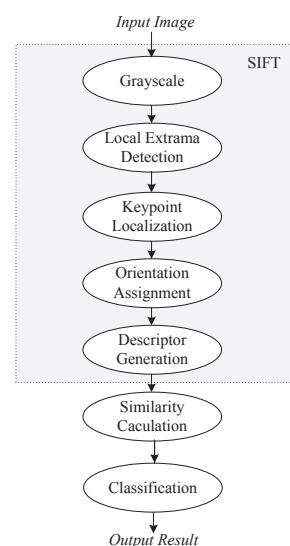 Input Image
SIFT
Grayscale
Local Extrama
Detection
Keypoint
Localization
Orientation
Assignment
Descriptor
Generation
Similarity
Caculation
Classification
Output Result